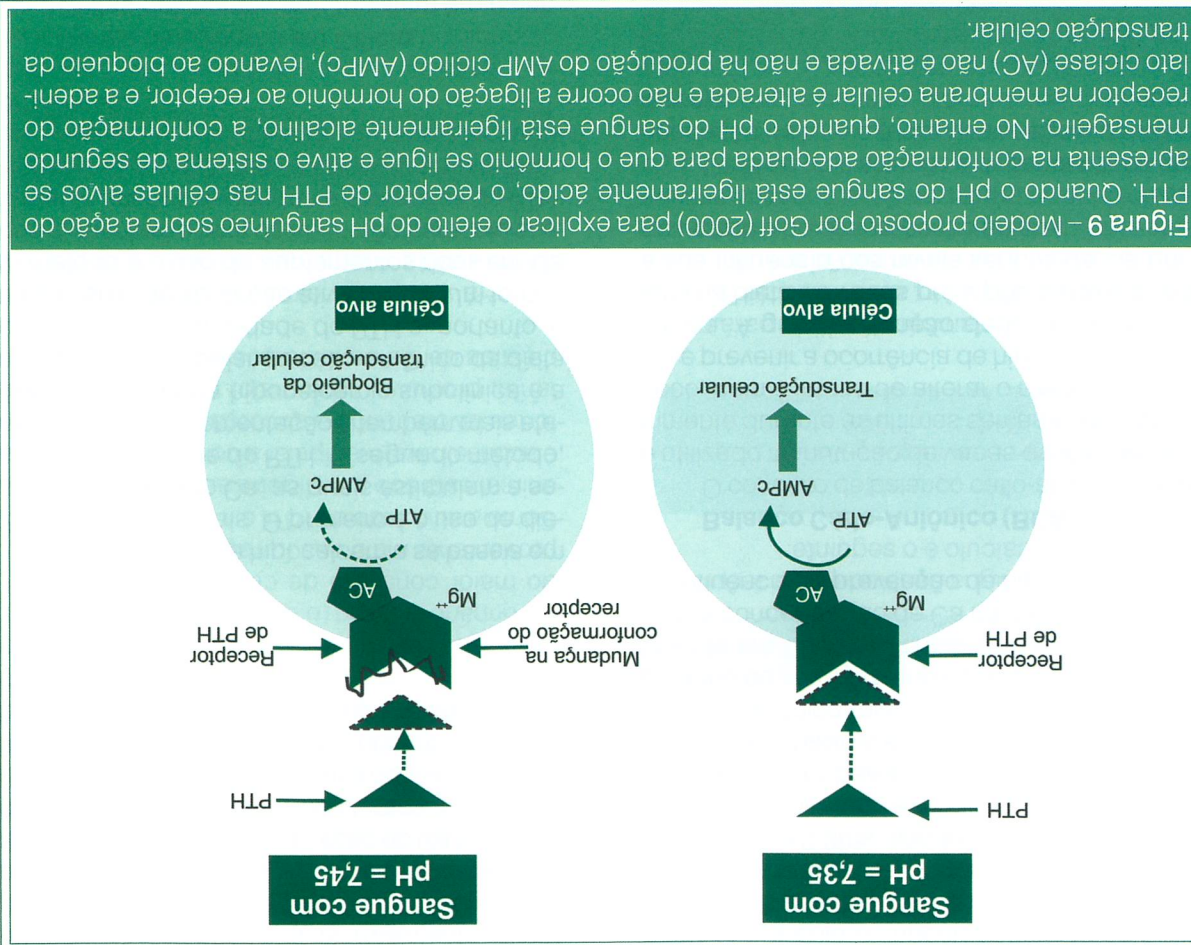 Sangue com
pH = 7,35
PTH
Receptor
de PTH
Mg++
AC
ATP
AMPc
Transdução celular
Célula alvo
Sangue com
pH = 7,45
PTH
Mudança na
conformação do
receptor
Receptor
de PTH
Mg++
AC
ATP
AMPc
Bloqueio da
transdução celular
Célula alvo
Figura 9 – Modelo proposto por Goff (2000) para explicar o efeito do pH sanguíneo sobre a ação do
PTH. Quando o pH do sangue está ligeiramente ácido, o receptor de PTH nas células alvos se
apresenta na conformação adequada para que o hormônio se ligue e ative o sistema de segundo
mensageiro. No entanto, quando o pH do sangue está ligeiramente alcalino, a conformação do
receptor na membrana celular é alterada e não ocorre a ligação do hormônio ao receptor, e a adeni-
lato ciclase (AC) não é ativada e não há produção do AMP cíclido (AMPc), levando ao bloqueio da
transdução celular.